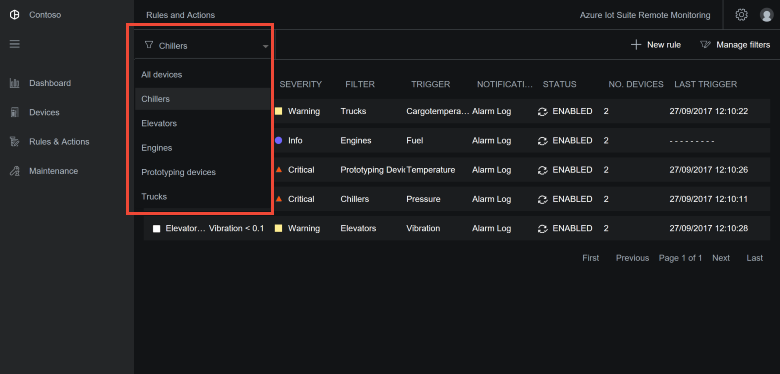 Contoso
Rules and Actions
Azure Iot Suite Remote Monitoring
Chillers
New rule
Manage filters
Dashboard
Devices
Rules & Actions
Maintenance
All devices
Chillers
Elevators
Engines
Prototyping devices
Trucks
SEVERITY FILTER TRIGGER NOTIFICATI... STATUS NO. DEVICES LAST TRIGGER
Warning Trucks Cargotempera... Alarm Log ENABLED 2 27/09/2017 12:10:22
Info Engines Fuel Alarm Log ENABLED 2 - - - - - - - - -
Critical Prototyping Devic Temperature Alarm Log ENABLED 2 27/09/2017 12:10:26
Critical Chillers Pressure Alarm Log ENABLED 2 27/09/2017 12:10:11
Elevator... Vibration < 0.1 Warning Elevators Vibration Alarm Log ENABLED 2 27/09/2017 12:10:28
First Previous Page 1 of 1 Next Last